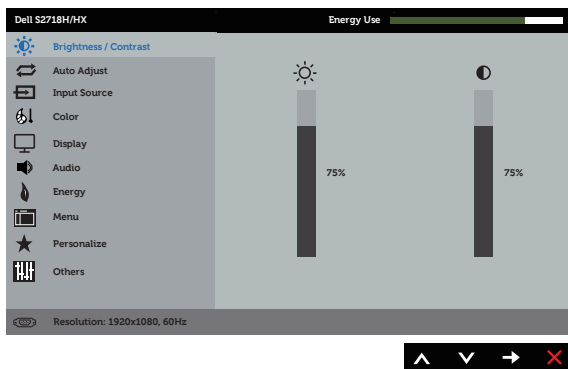 Dell S2718H/HX
Energy Use
Brightness / Contrast
Auto Adjust
Input Source
Color
Display
Audio
Energy
Menu
Personalize
Others
75%
75%
Resolution: 1920x1080, 60Hz